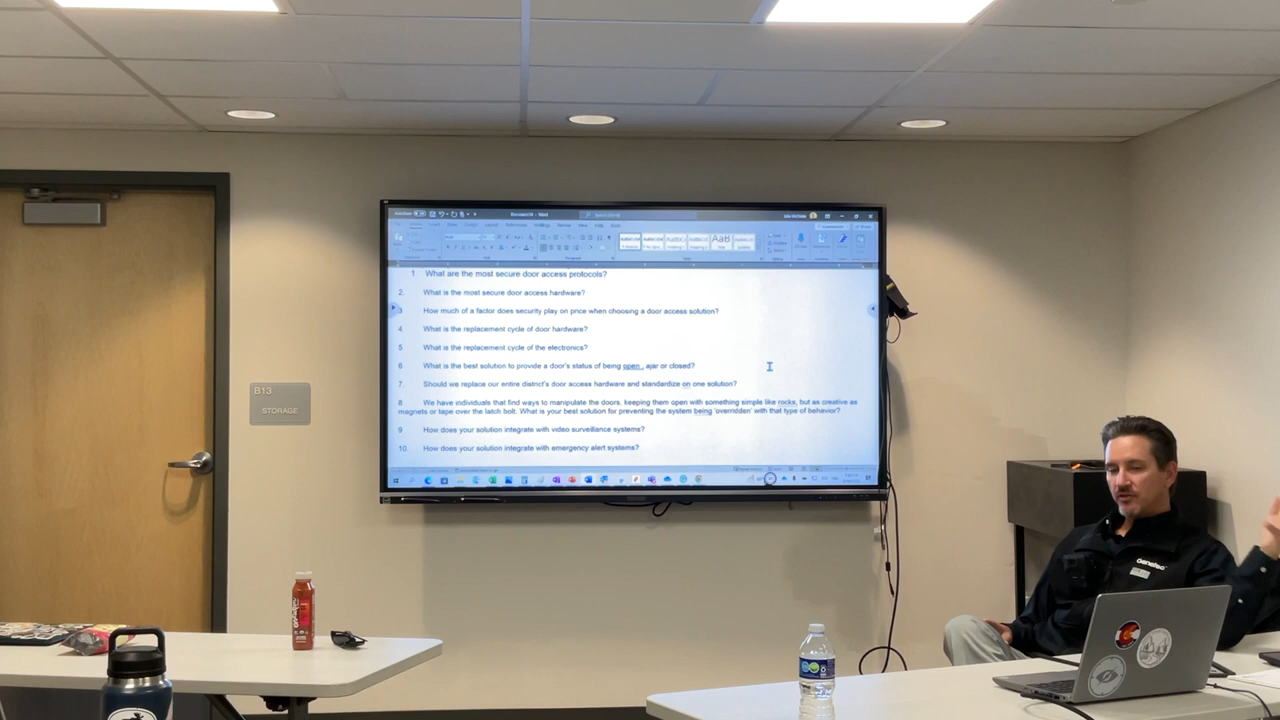 1 What are the most secure door access protocols?
2. What is the most secure door access hardware?
3 How much of a factor does security play on price when choosing a door access solution?
4 What is the replacement cycle of door hardware?
5 What is the replacement cycle of the electronics?
6 What is the best solution to provide a door's status of being open , ajar or closed?
7. Should we replace our entire district's door access hardware and standardize on one solution?
8 We have individuals that find ways to manipulate the doors, keeping them open with something simple like rocks, but as creative as
magnets or tape over the latch bolt. What is your best solution for preventing the system being 'overridden' with that type of behavior?
9 How does your solution integrate with video surveillance systems?
10. How does your solution integrate with emergency alert systems?
B13
STORAGE
Genetec